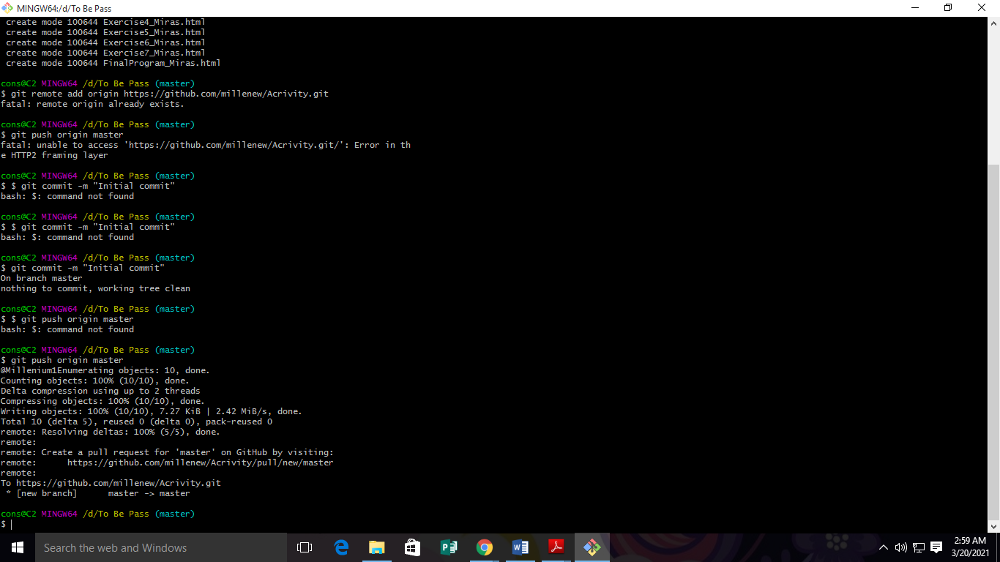 MINGW64:/d/To Be Pass
 create mode 100644 Exercise4_Miras.html
 create mode 100644 Exercise5_Miras.html
 create mode 100644 Exercise6_Miras.html
 create mode 100644 Exercise7_Miras.html
 create mode 100644 FinalProgram_Miras.html
cons@C2 MINGW64 /d/To Be Pass (master)
$ git remote add origin https://github.com/millenew/Acrivity.git
fatal: remote origin already exists.
cons@C2 MINGW64 /d/To Be Pass (master)
$ git push origin master
fatal: unable to access 'https://github.com/millenew/Acrivity.git/': Error in th
e HTTP2 framing layer
cons@C2 MINGW64 /d/To Be Pass (master)
$ $ git commit -m "Initial commit"
bash: $: command not found
cons@C2 MINGW64 /d/To Be Pass (master)
$ $ git commit -m "Initial commit"
bash: $: command not found
cons@C2 MINGW64 /d/To Be Pass (master)
$ git commit -m "Initial commit"
On branch master
nothing to commit, working tree clean
cons@C2 MINGW64 /d/To Be Pass (master)
$ $ git push origin master
bash: $: command not found
cons@C2 MINGW64 /d/To Be Pass (master)
$ git push origin master
@Millenium1Enumerating objects: 10, done.
Counting objects: 100% (10/10), done.
Delta compression using up to 2 threads
Compressing objects: 100% (10/10), done.
Writing objects: 100% (10/10), 7.27 KiB | 2.42 MiB/s, done.
Total 10 (delta 5), reused 0 (delta 0), pack-reused 0
remote: Resolving deltas: 100% (5/5), done.
remote:
remote: Create a pull request for 'master' on GitHub by visiting:
remote:      https://github.com/millenew/Acrivity/pull/new/master
remote:
To https://github.com/millenew/Acrivity.git
 * [new branch]      master -> master
cons@C2 MINGW64 /d/To Be Pass (master)
$
Search the web and Windows
2:59 AM
3/20/2021